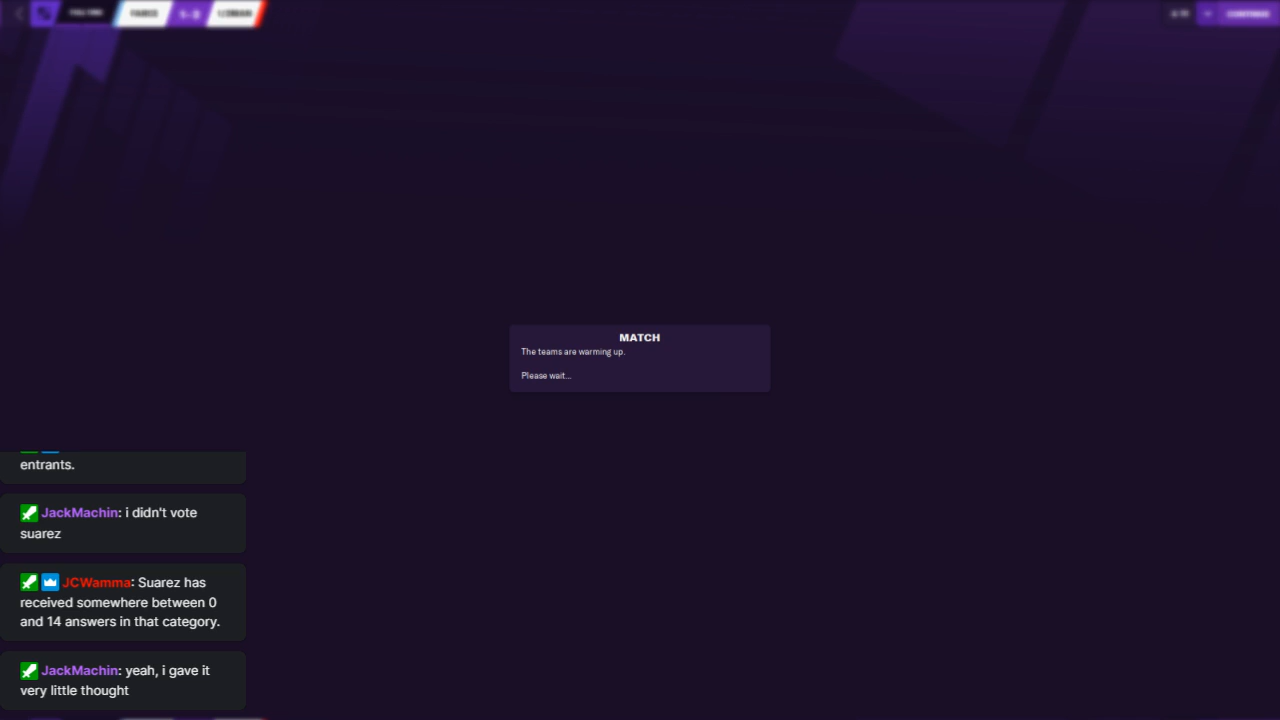 MATCH
The teams are warming up.
Please wait...
entrants.
JackMachin: i didn't vote
suarez
JCWamma: Suarez has
received somewhere between 0
and 14 answers in that category.
JackMachin: yeah, i gave it
very little thought